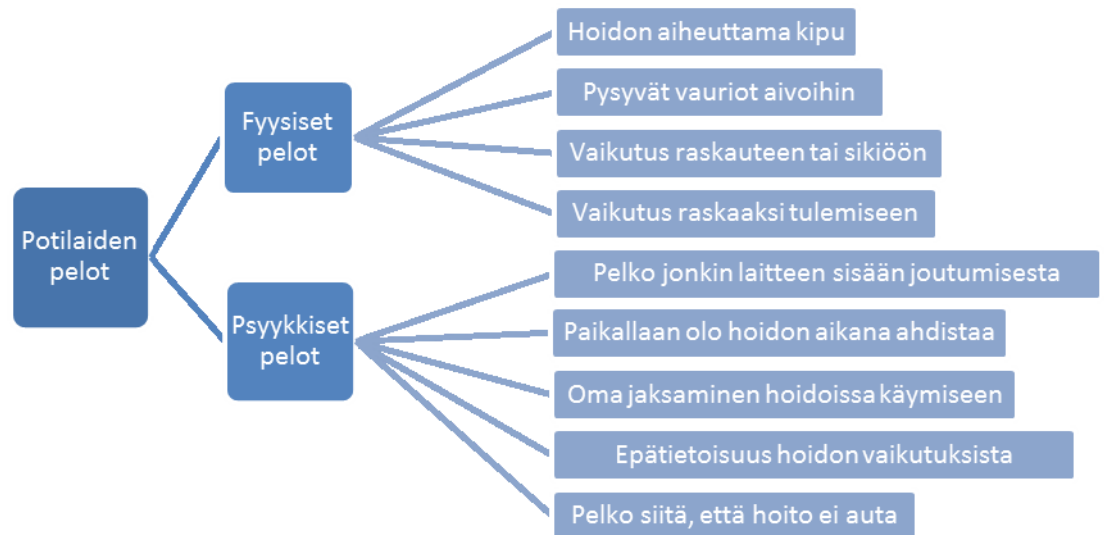 Potilaiden
pelot
Fyysiset
pelot
Hoidon aiheuttama kipu
Pysyvät vauriot aivoihin
Vaikutus raskauteen tai sikiöön
Vaikutus raskaaksi tulemiseen
Psyykkiset
pelot
Pelko jonkin laitteen sisään joutumisesta
Paikallaan olo hoidon aikana ahdistaa
Oma jaksaminen hoidoissa käymiseen
Epätietoisuus hoidon vaikutuksista
Pelko siitä, että hoito ei auta